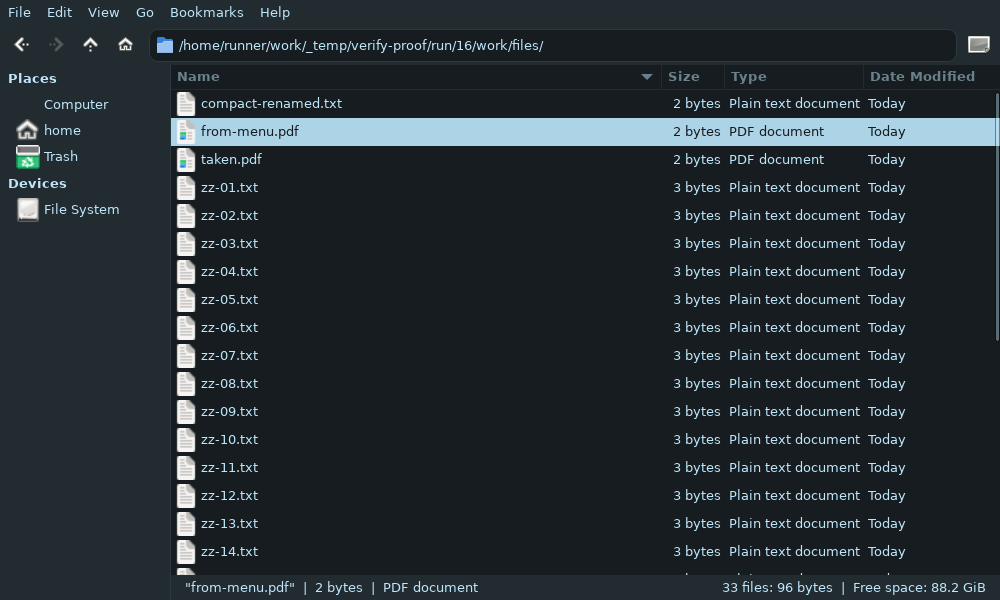 File Edit View Go Bookmarks Help
/home/runner/work/_temp/verify-proof/run/16/work/files/
Places
Computer
home
Trash
Devices
File System
Name Size Type Date Modified
compact-renamed.txt 2 bytes Plain text document Today
from-menu.pdf 2 bytes PDF document Today
taken.pdf 2 bytes PDF document Today
zz-01.txt 3 bytes Plain text document Today
zz-02.txt 3 bytes Plain text document Today
zz-03.txt 3 bytes Plain text document Today
zz-04.txt 3 bytes Plain text document Today
zz-05.txt 3 bytes Plain text document Today
zz-06.txt 3 bytes Plain text document Today
zz-07.txt 3 bytes Plain text document Today
zz-08.txt 3 bytes Plain text document Today
zz-09.txt 3 bytes Plain text document Today
zz-10.txt 3 bytes Plain text document Today
zz-11.txt 3 bytes Plain text document Today
zz-12.txt 3 bytes Plain text document Today
zz-13.txt 3 bytes Plain text document Today
zz-14.txt 3 bytes Plain text document Today
"from-menu.pdf" | 2 bytes | PDF document 33 files: 96 bytes | Free space: 88.2 GiB